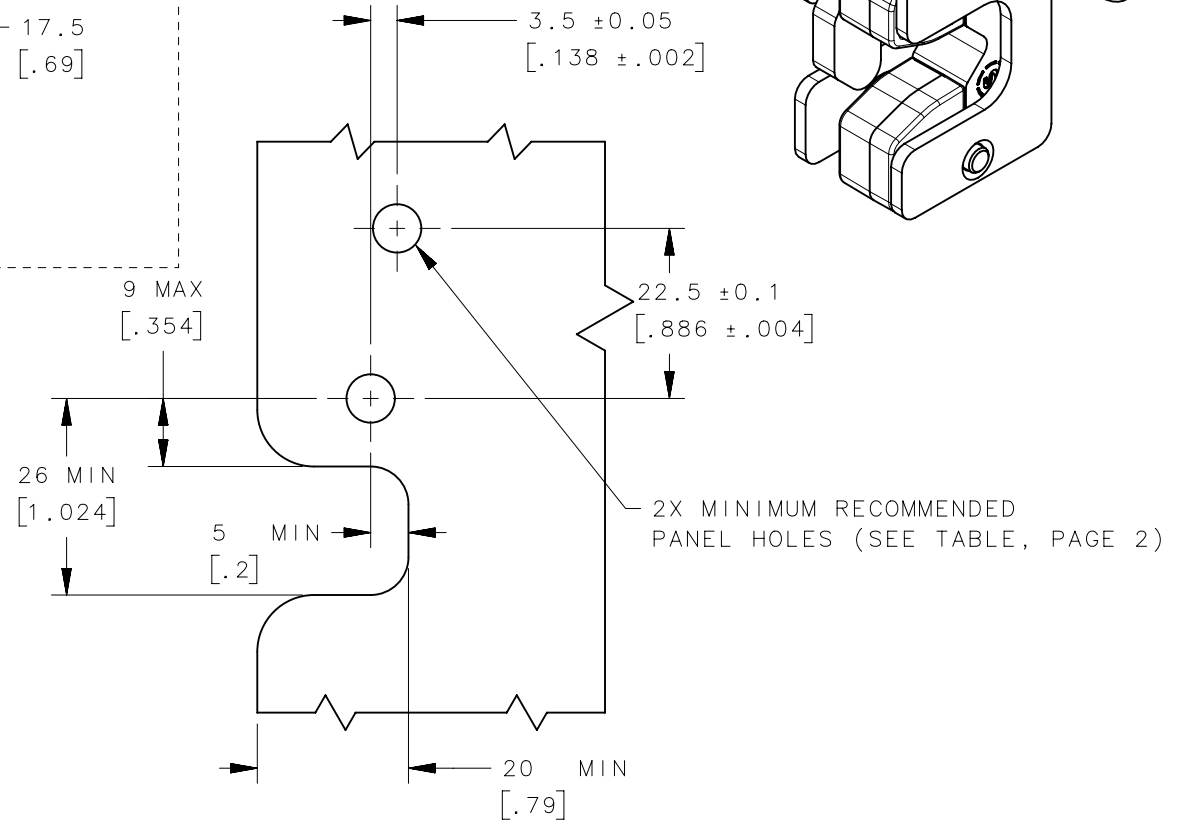 17.5
[.69]
3.5 ±0.05
[.138 ±.002]
9 MAX
[.354]
22.5 ±0.1
[.886 ±.004]
26 MIN
[1.024]
5 MIN
[.2]
2X MINIMUM RECOMMENDED
PANEL HOLES (SEE TABLE, PAGE 2)
20 MIN
[.79]